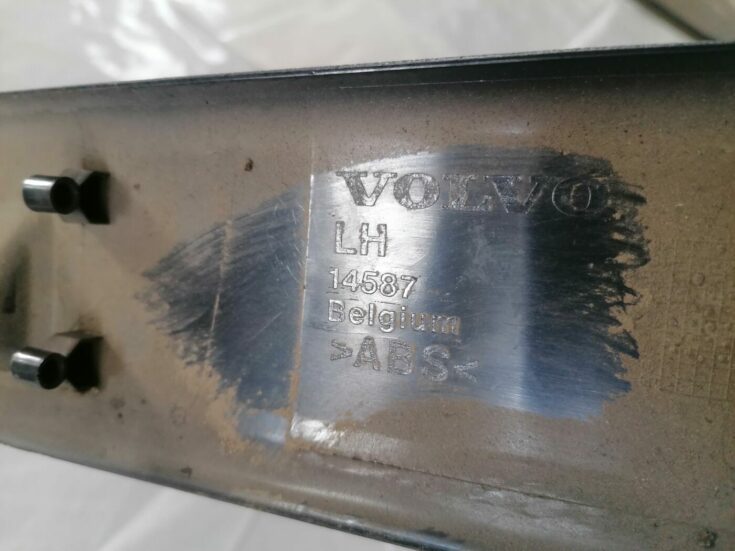 VOLVO
LH
14587
Belgium
>ABS<